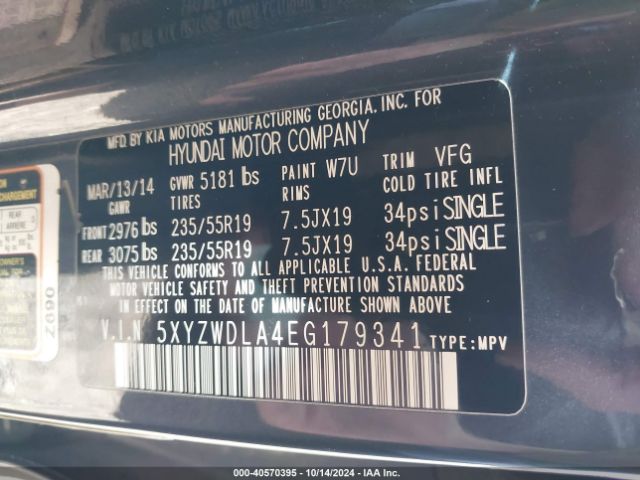 MFD. BY KIA MOTORS MANUFACTURING GEORGIA, INC. FOR
HYUNDAI MOTOR COMPANY
MAR/13/14 GVWR 5181 lbs PAINT W7U TRIM VFG
GAWR TIRES RIMS COLD TIRE INFL
FRONT 2976 lbs 235/55R19 7.5JX19 34psi SINGLE
REAR 3075 lbs 235/55R19 7.5JX19 34psi SINGLE
THIS VEHICLE CONFORMS TO ALL APPLICABLE U.S.A. FEDERAL
MOTOR VEHICLE SAFETY AND THEFT PREVENTION STANDARDS
IN EFFECT ON THE DATE OF MANUFACTURE SHOWN ABOVE.
V.I.N 5XYZWDLA4EG179341 TYPE:MPV
REAR
Z890
000-40570395 - 10/14/2024 - IAA Inc.